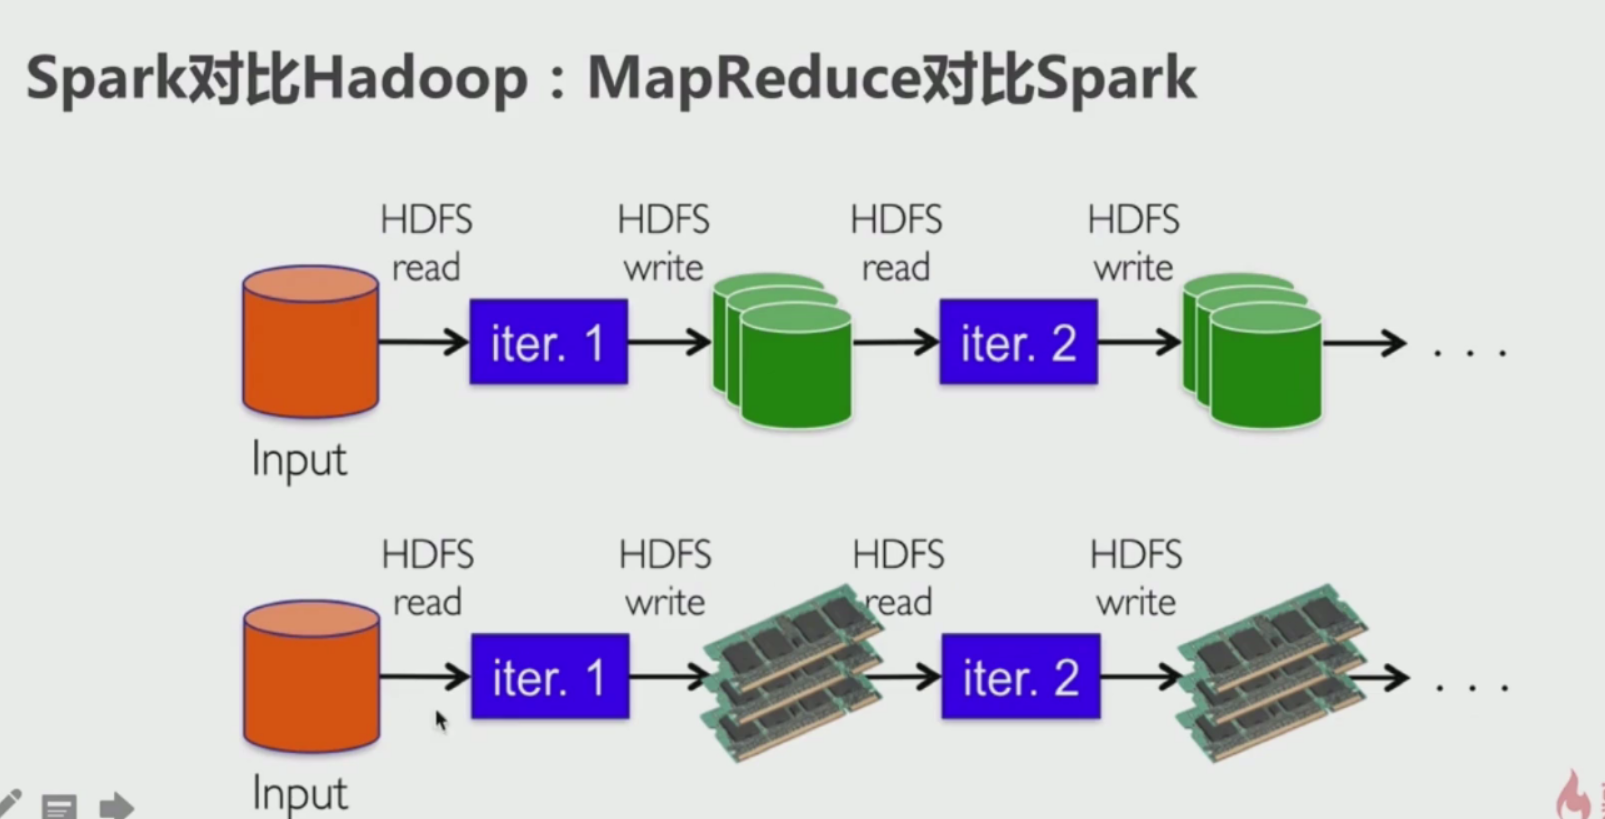 Spark对比Hadoop：MapReduce对比Spark
HDFS read
HDFS write
HDFS read
HDFS write
iter. 1
iter. 2
. . .
Input
HDFS read
HDFS write
HDFS read
HDFS write
iter. 1
iter. 2
. . .
Input